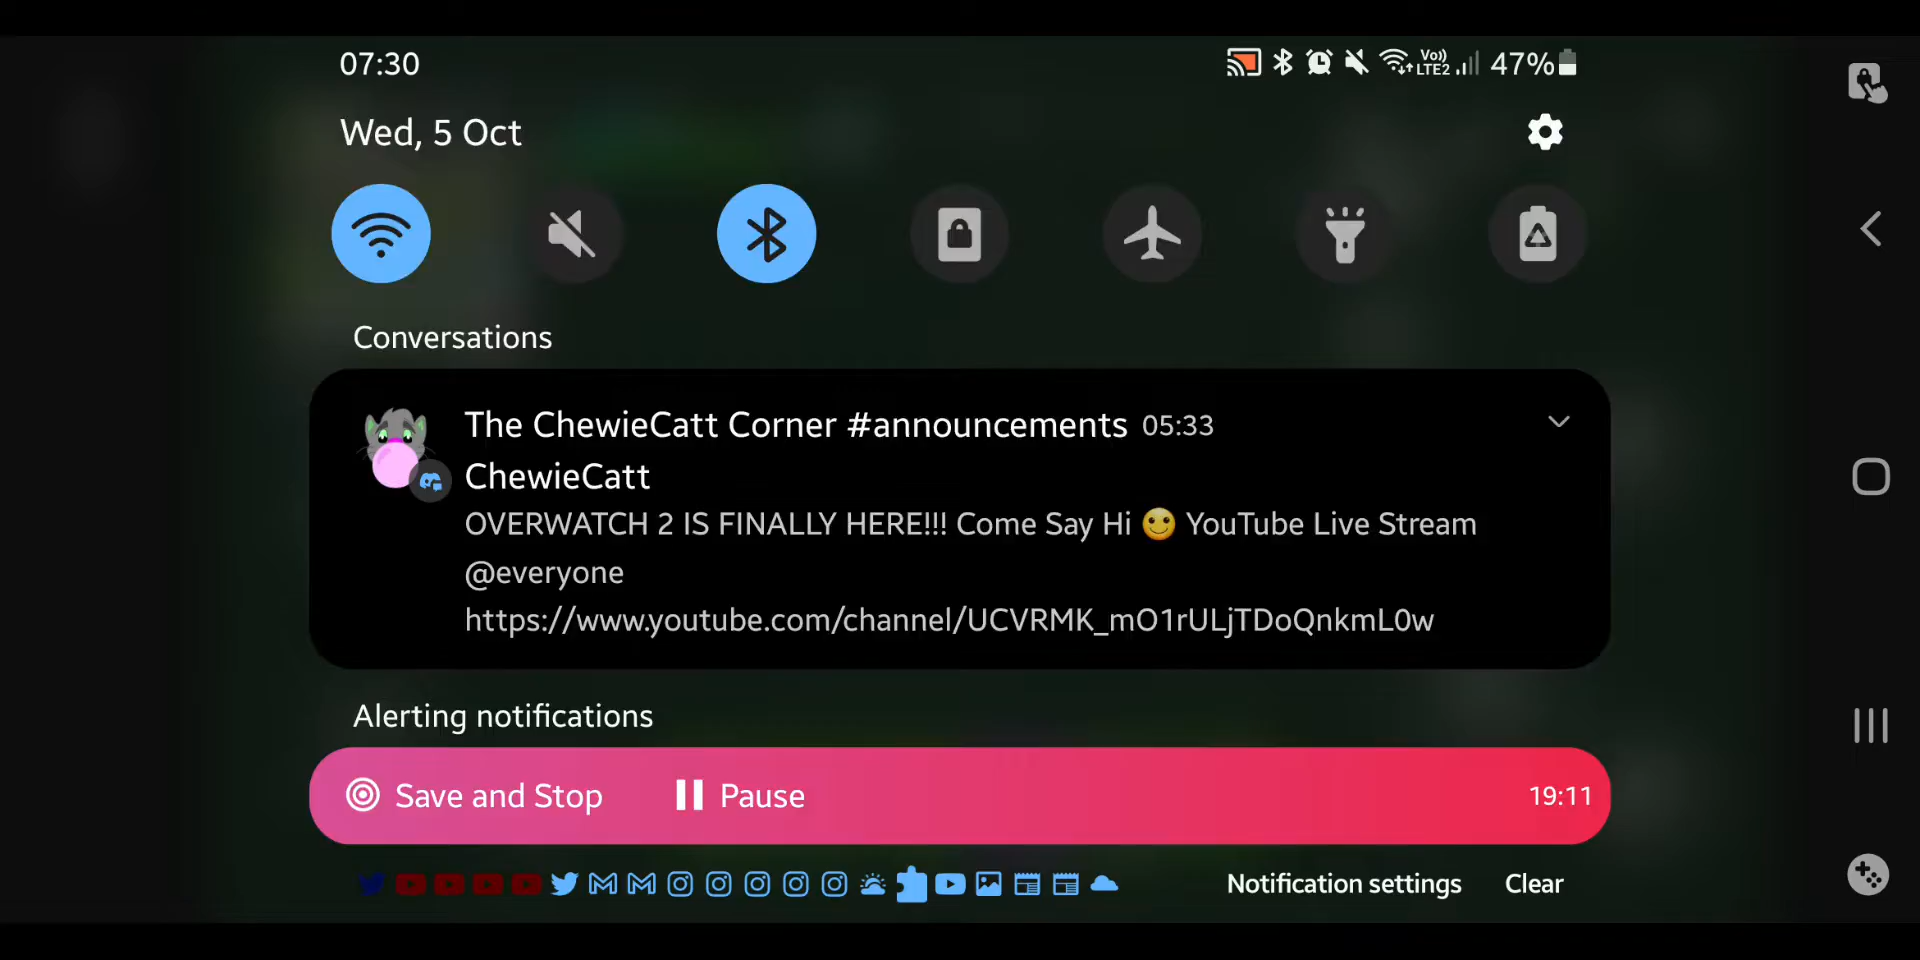 07:30
Vo)) LTE2 47%
Wed, 5 Oct
Conversations
The ChewieCatt Corner #announcements 05:33
ChewieCatt
OVERWATCH 2 IS FINALLY HERE!!! Come Say Hi 🙂 YouTube Live Stream
@everyone
https://www.youtube.com/channel/UCVRMK_mO1rULjTDoQnkmL0w
Alerting notifications
Save and Stop Pause 19:11
Notification settings Clear